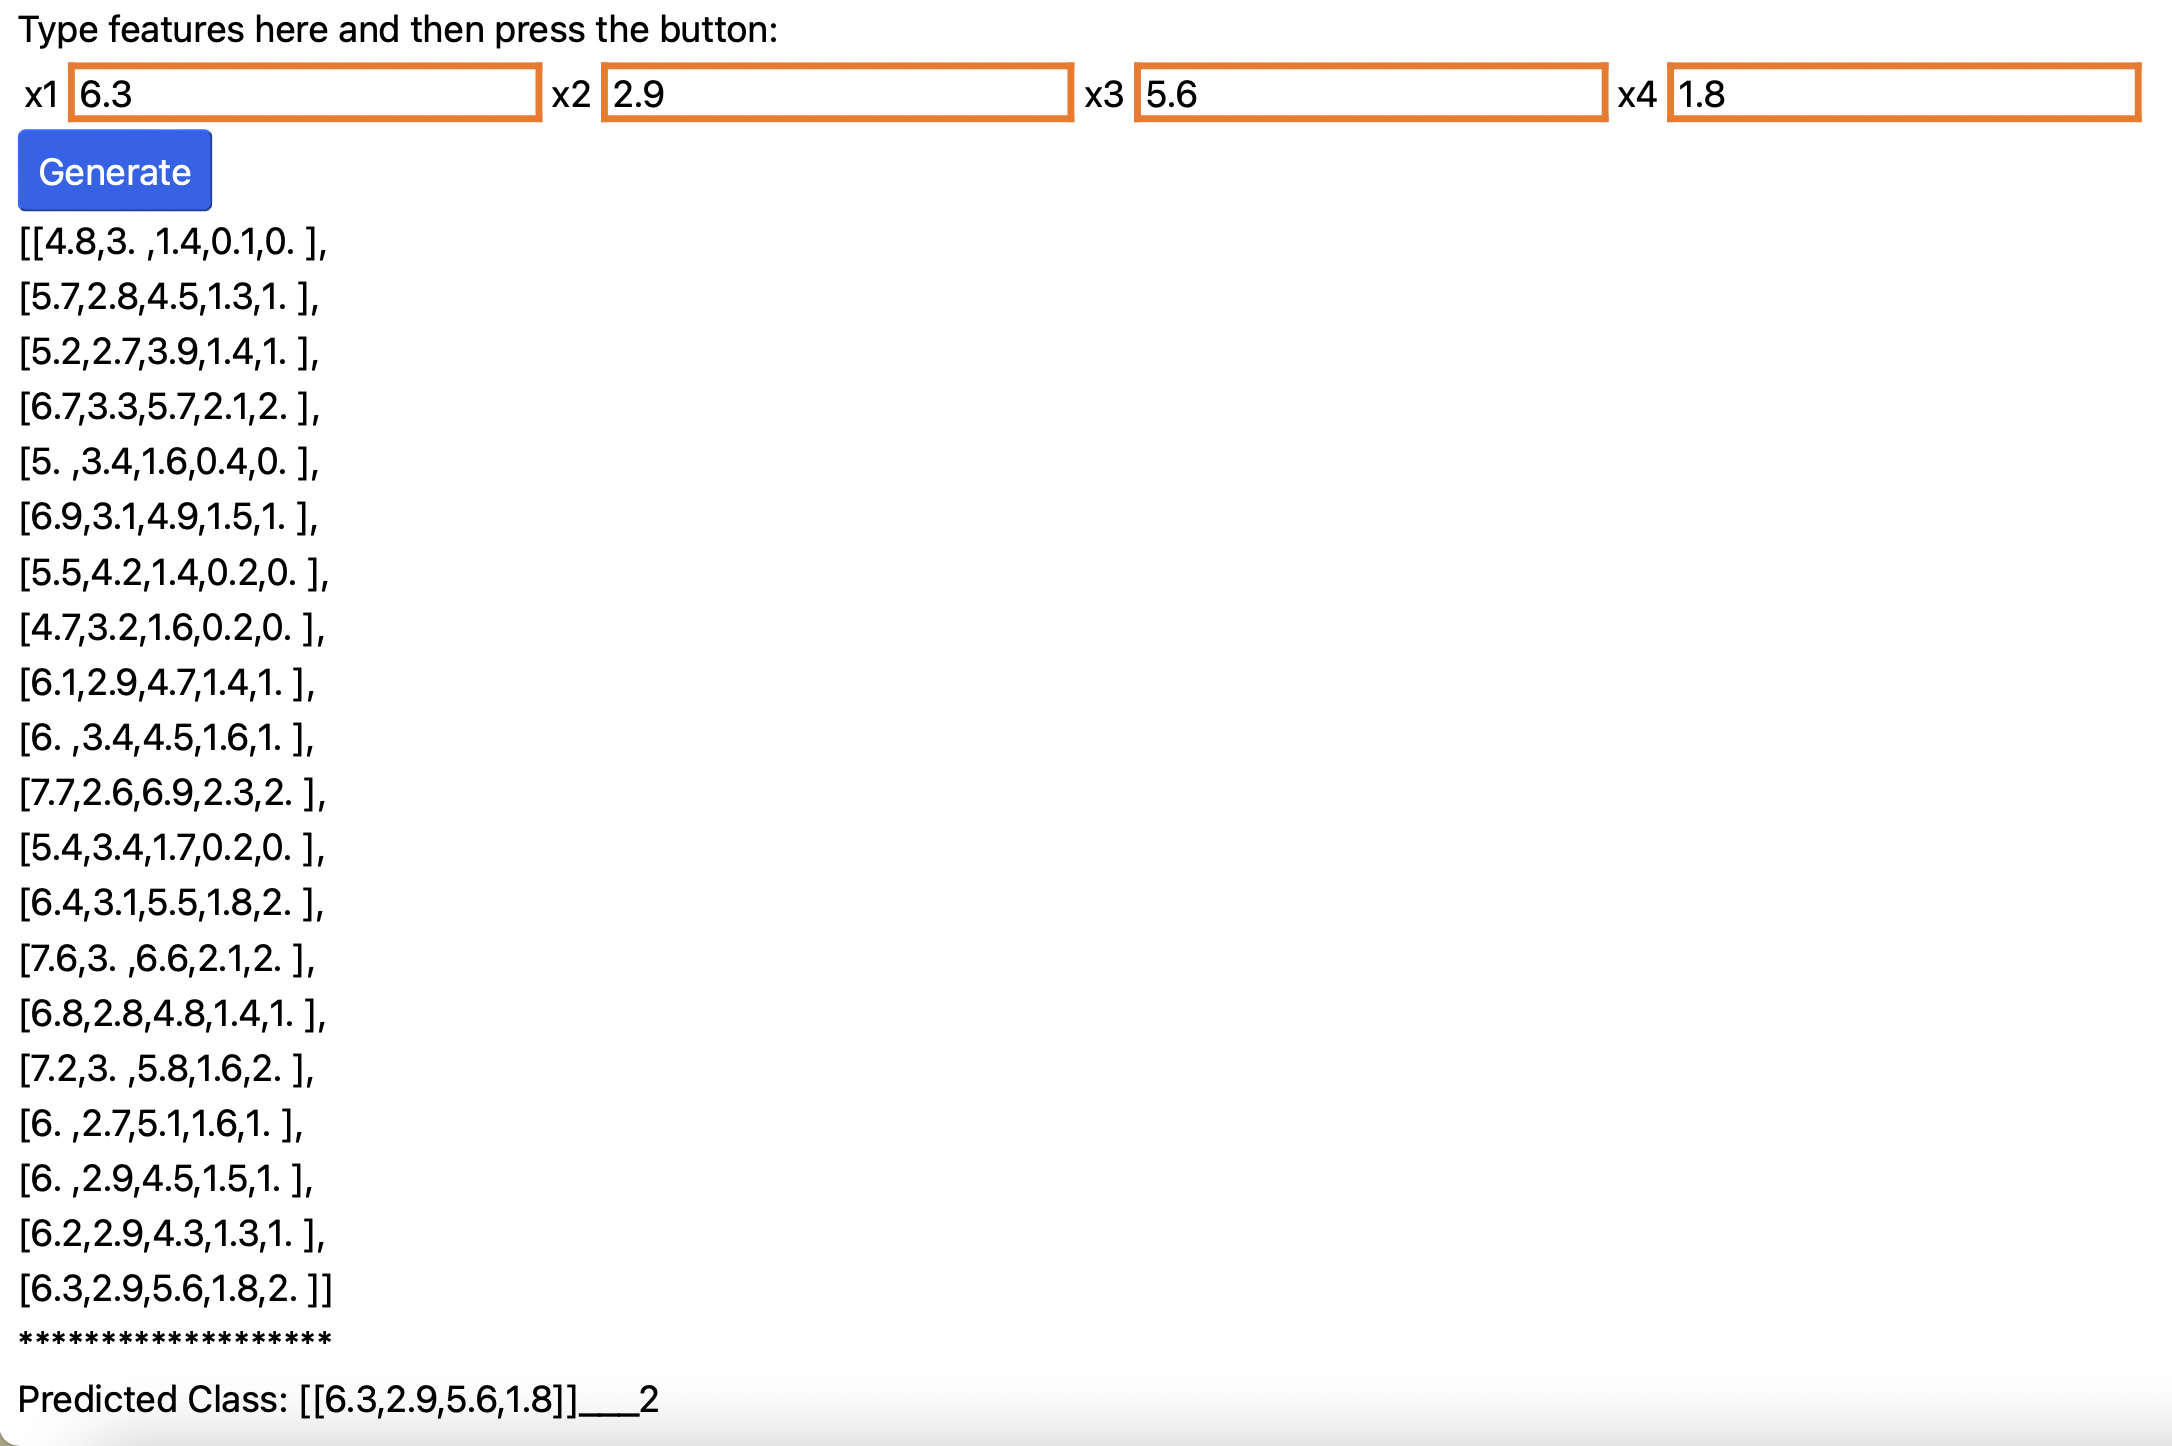 Type features here and then press the button:
x1 6.3 x2 2.9 x3 5.6 x4 1.8
Generate
[[4.8,3. ,1.4,0.1,0. ],
[5.7,2.8,4.5,1.3,1. ],
[5.2,2.7,3.9,1.4,1. ],
[6.7,3.3,5.7,2.1,2. ],
[5. ,3.4,1.6,0.4,0. ],
[6.9,3.1,4.9,1.5,1. ],
[5.5,4.2,1.4,0.2,0. ],
[4.7,3.2,1.6,0.2,0. ],
[6.1,2.9,4.7,1.4,1. ],
[6. ,3.4,4.5,1.6,1. ],
[7.7,2.6,6.9,2.3,2. ],
[5.4,3.4,1.7,0.2,0. ],
[6.4,3.1,5.5,1.8,2. ],
[7.6,3. ,6.6,2.1,2. ],
[6.8,2.8,4.8,1.4,1. ],
[7.2,3. ,5.8,1.6,2. ],
[6. ,2.7,5.1,1.6,1. ],
[6. ,2.9,4.5,1.5,1. ],
[6.2,2.9,4.3,1.3,1. ],
[6.3,2.9,5.6,1.8,2. ]]
*******************
Predicted Class: [[6.3,2.9,5.6,1.8]]___2